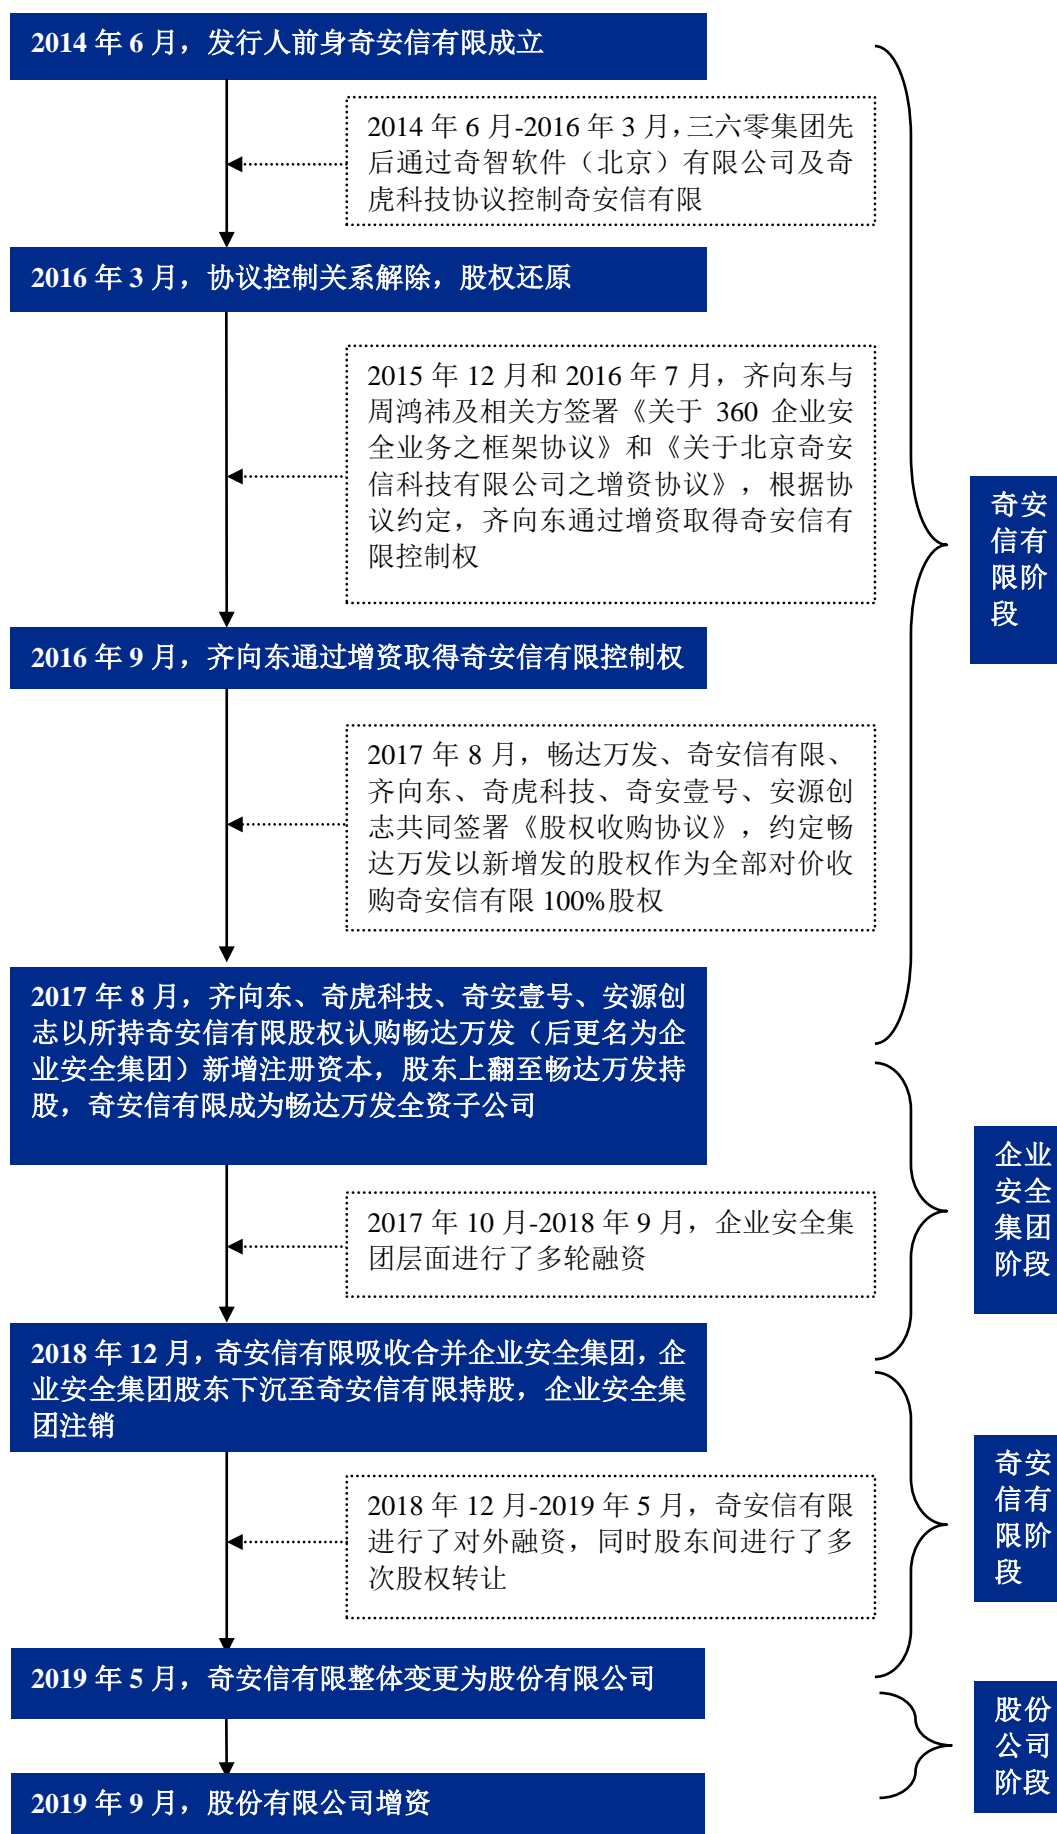 2014 年 6 月，发行人前身奇安信有限成立
2014 年 6 月-2016 年 3 月，三六零集团先
后通过奇智软件（北京）有限公司及奇
虎科技协议控制奇安信有限
2016 年 3 月，协议控制关系解除，股权还原
2015 年 12 月和 2016 年 7 月，齐向东与
周鸿祎及相关方签署《关于 360 企业安
全业务之框架协议》和《关于北京奇安
信科技有限公司之增资协议》，根据协
议约定，齐向东通过增资取得奇安信有
限控制权
奇安
信有
限阶
段
2016 年 9 月，齐向东通过增资取得奇安信有限控制权
2017 年 8 月，畅达万发、奇安信有限、
齐向东、奇虎科技、奇安壹号、安源创
志共同签署《股权收购协议》，约定畅
达万发以新增发的股权作为全部对价收
购奇安信有限 100%股权
2017 年 8 月，齐向东、奇虎科技、奇安壹号、安源创
志以所持奇安信有限股权认购畅达万发（后更名为企
业安全集团）新增注册资本，股东上翻至畅达万发持
股，奇安信有限成为畅达万发全资子公司
企业
安全
集团
阶段
2017 年 10 月-2018 年 9 月，企业安全集
团层面进行了多轮融资
2018 年 12 月，奇安信有限吸收合并企业安全集团，企
业安全集团股东下沉至奇安信有限持股，企业安全集
团注销
奇安
信有
限阶
段
2018 年 12 月-2019 年 5 月，奇安信有限
进行了对外融资，同时股东间进行了多
次股权转让
2019 年 5 月，奇安信有限整体变更为股份有限公司
股份
公司
阶段
2019 年 9 月，股份有限公司增资